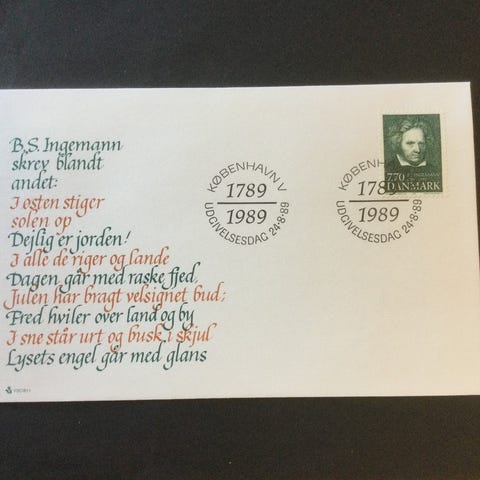 B.S. Ingemann
skrev blandt
andet:
I østen stiger
solen op
Dejlig er jorden!
I alle de riger og lande
Dagen går med raske fjed,
Julen har bragt velsignet bud;
Fred hviler over land og by
I sne står urt og busk i skjul
Lysets engel går med glans
KØBENHAVN V
1789
1989
UDGIVELSESDAG 24·8·89
KØBENHAVN
1789
1989
UDGIVELSESDAG 24·8·89
7.70
INGEMANN
DANMARK